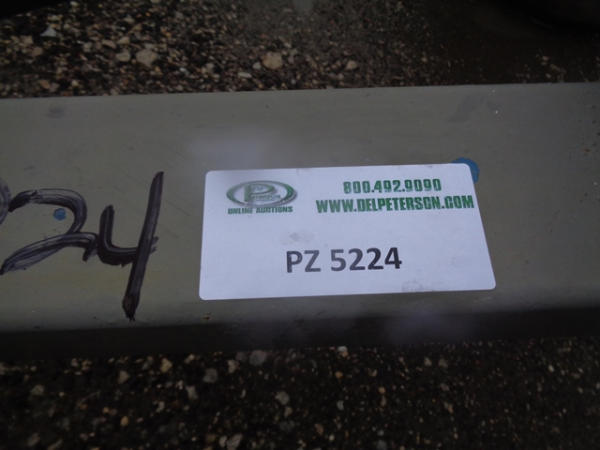 24
ONLINE AUCTIONS
800.492.9090
WWW.DELPETERSON.COM
PZ 5224